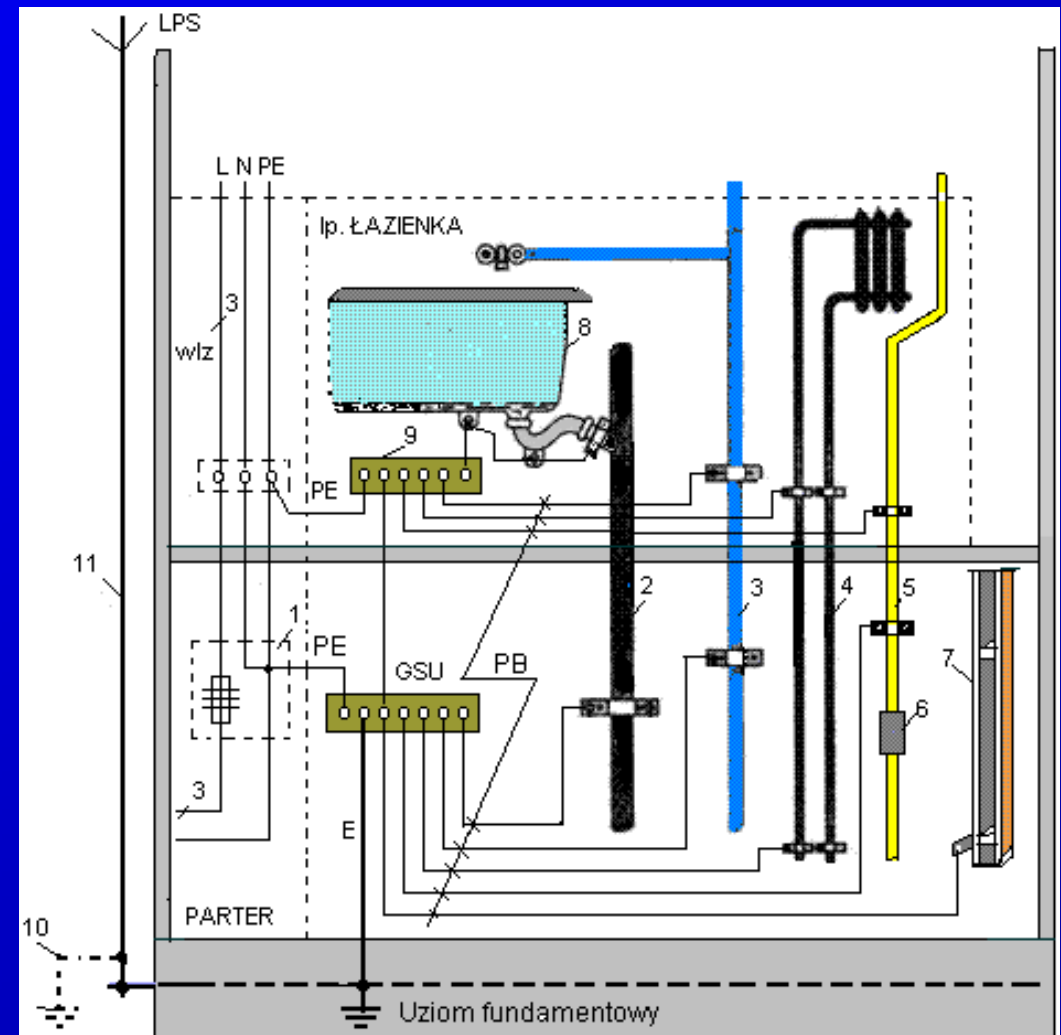 LPS
L N PE
Ip. ŁAZIENKA
3
wlz
8
9
PE
11
1
2
3
4
5
PE
GSU
PB
7
6
3
E
PARTER
10
Uziom fundamentowy